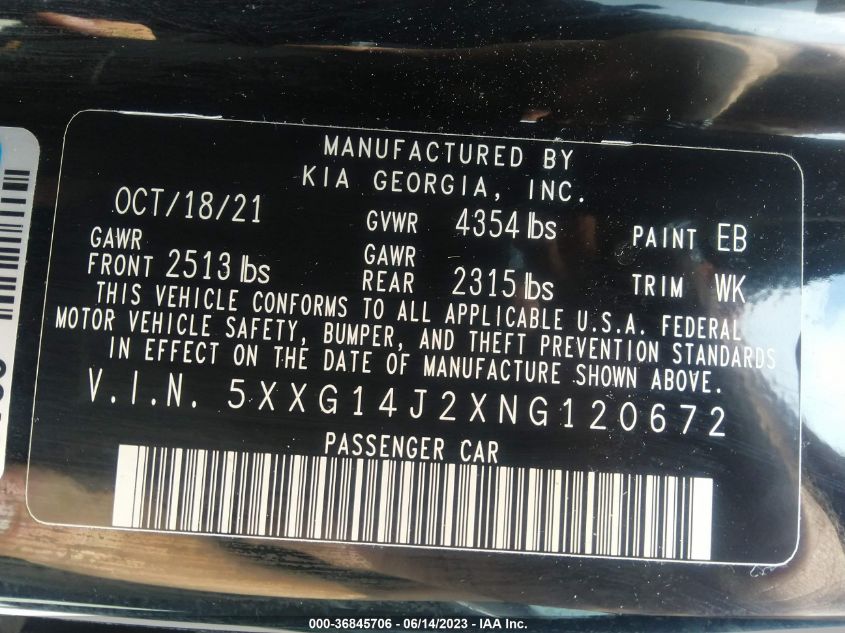 MANUFACTURED BY
KIA GEORGIA, INC.
OCT/18/21 GVWR 4354 lbs PAINT EB
GAWR FRONT 2513 lbs GAWR REAR 2315 lbs TRIM WK
THIS VEHICLE CONFORMS TO ALL APPLICABLE U.S.A. FEDERAL
MOTOR VEHICLE SAFETY, BUMPER, AND THEFT PREVENTION STANDARDS
IN EFFECT ON THE DATE OF MANUFACTURE SHOWN ABOVE.
V.I.N. 5XXG14J2XNG120672
PASSENGER CAR
000-36845706 - 06/14/2023 - IAA Inc.